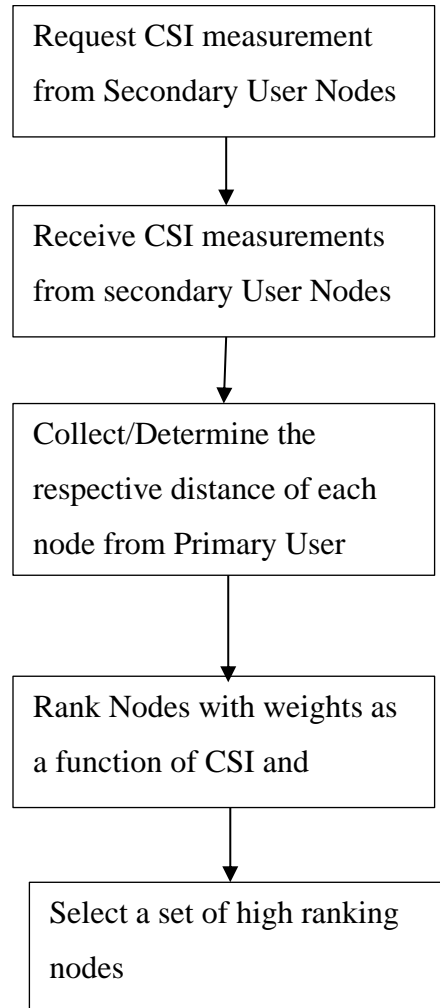 Request CSI measurement
from Secondary User Nodes
Receive CSI measurements
from secondary User Nodes
Collect/Determine the
respective distance of each
node from Primary User
Rank Nodes with weights as
a function of CSI and
Select a set of high ranking
nodes